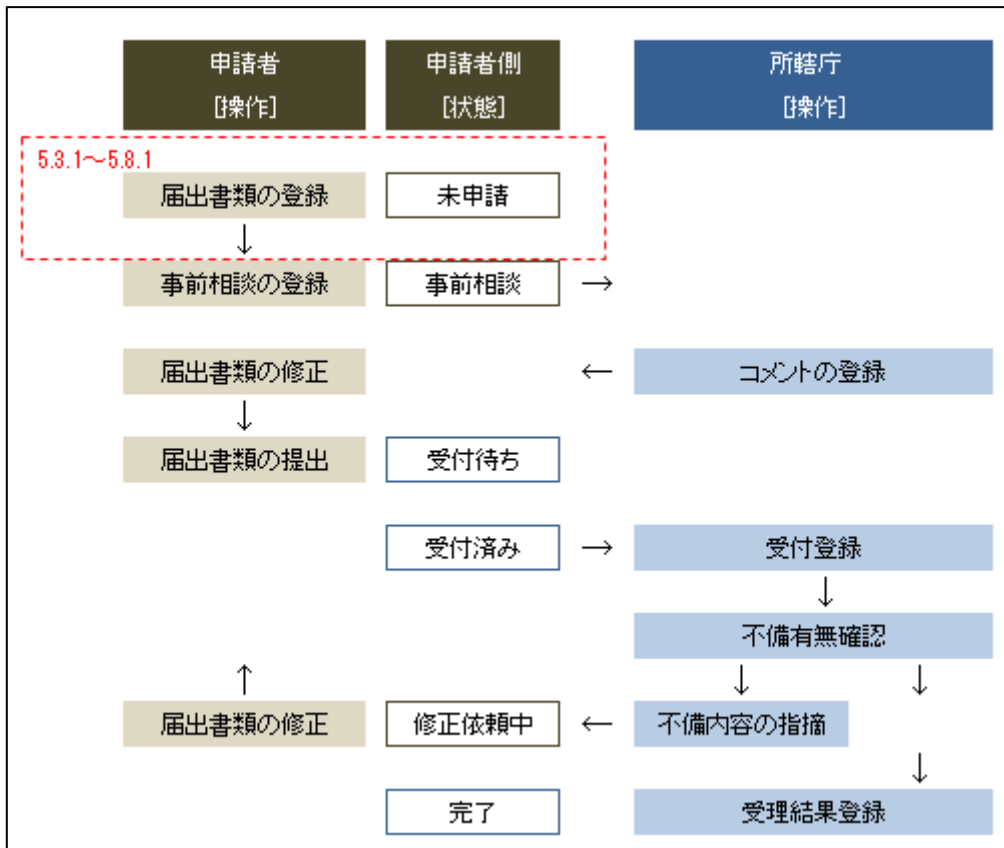 申請者
[操作]
申請者側
[状態]
所轄庁
[操作]
5.3.1～5.8.1
届出書類の登録
未申請
↓
事前相談の登録
事前相談
→
届出書類の修正
←
コメントの登録
↓
届出書類の提出
受付待ち
受付済み
→
受付登録
↓
不備有無確認
↑
↓
↓
届出書類の修正
修正依頼中
←
不備内容の指摘
↓
完了
受理結果登録